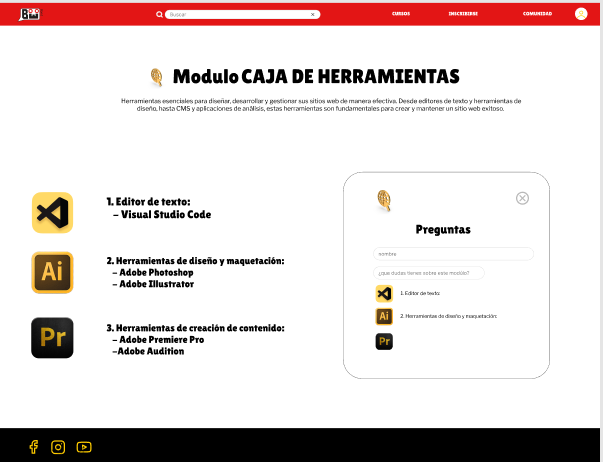 Buscar
CURSOS
INSCRIBIRSE
COMUNIDAD
Modulo CAJA DE HERRAMIENTAS
Herramientas esenciales para diseñar, desarrollar y gestionar sus sitios web de manera efectiva. Desde editores de texto y herramientas de
diseño, hasta CMS y aplicaciones de análisis, estas herramientas son fundamentales para crear y mantener un sitio web exitoso.
1. Editor de texto:
- Visual Studio Code
Ai
2. Herramientas de diseño y maquetación:
- Adobe Photoshop
- Adobe Illustrator
Pr
3. Herramientas de creación de contenido:
- Adobe Premiere Pro
-Adobe Audition
Preguntas
nombre
¿que dudas tienes sobre este modúlo?
1. Editor de texto:
Ai
2. Herramientas de diseño y maquetación:
Pr